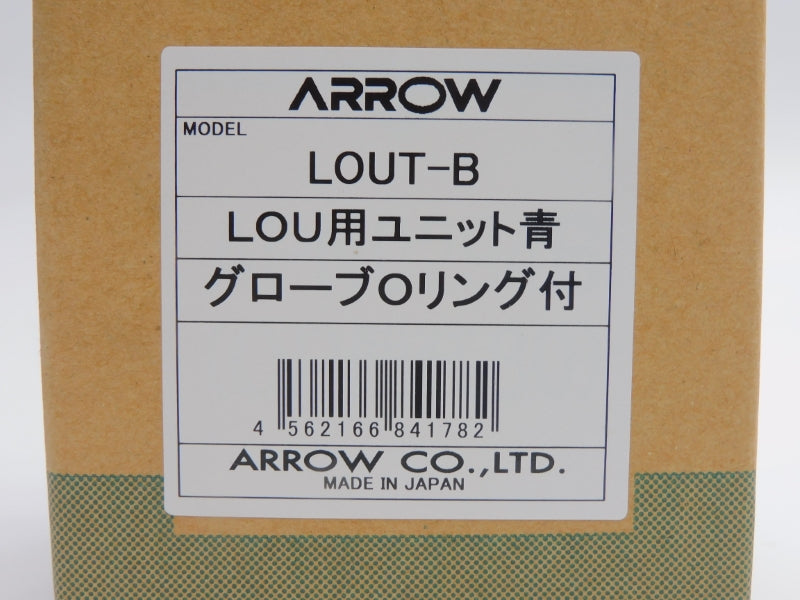 ARROW
MODEL
LOUT-B
LOU用ユニット青
グローブOリング付
4 562166 841782
ARROW CO.,LTD.
MADE IN JAPAN